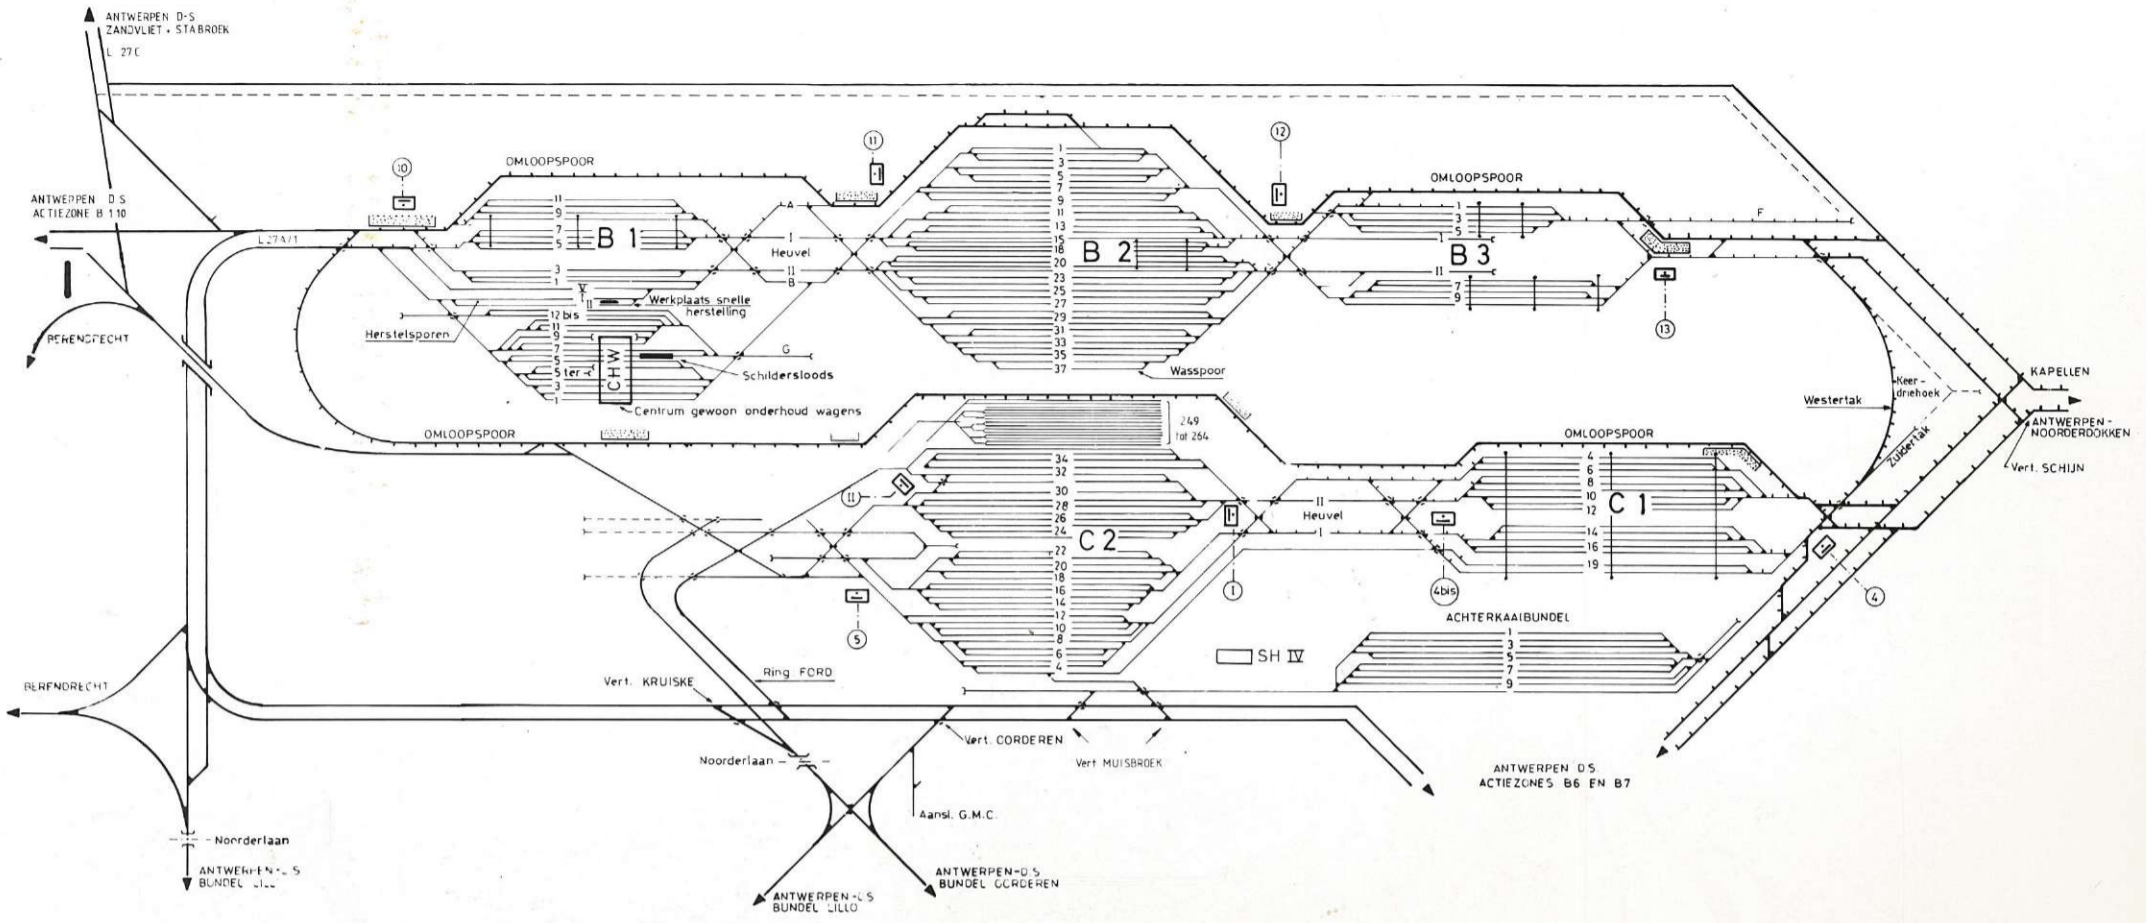 ANTWERPEN D-S
ZANDVLIET + STABROEK
L 27C
ANTWERPEN D S
ACTIEZONE B 1 10
L 27A/1
BERENDRECHT
10
OMLOOPSPOOR
11
9
7
5
B 1
3
1
A
I
Heuvel
II
B
V
II
Werkplaats snelle
herstelling
Herstelsporen
12 bis
11
9
7
5
5 ter
3
1
CHW
G
Schildersloods
Centrum gewoon onderhoud wagens
11
1
3
5
7
9
11
13
15
18
20
23
25
27
29
31
33
35
37
B 2
Wasspoor
12
OMLOOPSPOOR
1
3
5
I
B 3
II
7
9
F
13
Westertak
Keer-
driehoek
Zuidertak
KAPELLEN
ANTWERPEN-
NOORDERDOKKEN
Vert. SCHIJN
OMLOOPSPOOR
249
tot 264
34
32
30
28
26
24
C 2
22
20
18
16
14
12
10
8
6
4
II
5
II
Heuvel
I
I
4bis
OMLOOPSPOOR
4
6
8
10
12
C 1
14
16
19
4
ACHTERKAAIBUNDEL
1
3
5
7
9
SH IV
Ring FORD
Vert. KRUISKE
Vert. CORDEREN
Vert MUISBROEK
Noorderlaan
Aansl. G.M.C.
ANTWERPEN D.S.
ACTIEZONES B6 EN B7
BERENDRECHT
Noorderlaan
BUNDEL
ANTWERPEN-D.S
BUNDEL CORDEREN
ANTWERPEN-D.S
BUNDEL LILLO